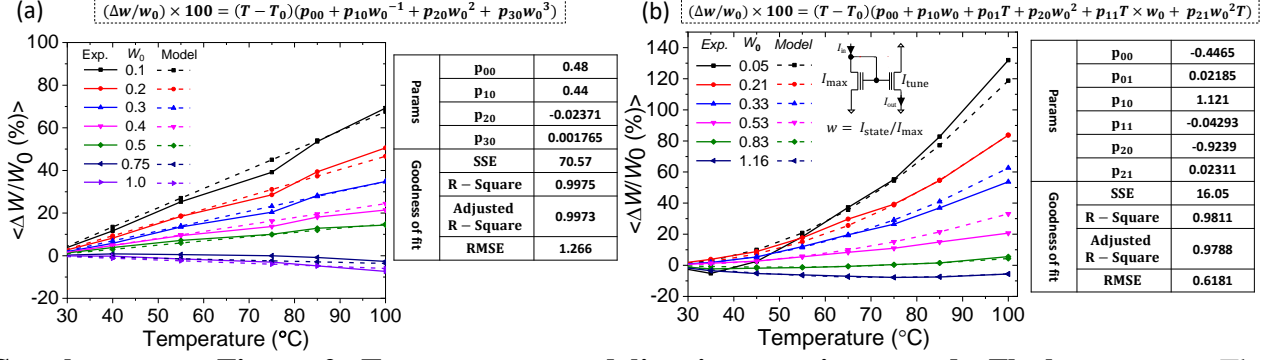 (a)
(Δw/w₀) × 100 = (T − T₀)(p₀₀ + p₁₀w₀⁻¹ + p₂₀w₀² + p₃₀w₀³)
<ΔW/W₀ (%)>
100
80
60
40
20
0
-20
Exp. W₀ Model
0.1
0.2
0.3
0.4
0.5
0.75
1.0
30 40 50 60 70 80 90 100
Temperature (°C)
Params
p₀₀ 0.48
p₁₀ 0.44
p₂₀ -0.02371
p₃₀ 0.001765
Goodness of fit
SSE 70.57
R − Square 0.9975
Adjusted
R − Square 0.9973
RMSE 1.266
(b)
(Δw/w₀) × 100 = (T − T₀)(p₀₀ + p₁₀w₀ + p₀₁T + p₂₀w₀² + p₁₁T × w₀ + p₂₁w₀²T)
<ΔW/W₀ (%)>
140
120
100
80
60
40
20
0
-20
Exp. W₀ Model
0.05
0.21
0.33
0.53
0.83
1.16
I_in
I_max
I_tune
I_out
w = I_state/I_max
30 40 50 60 70 80 90 100
Temperature (°C)
Params
p₀₀ -0.4465
p₀₁ 0.02185
p₁₀ 1.121
p₁₁ -0.04293
p₂₀ -0.9239
p₂₁ 0.02311
Goodness of fit
SSE 16.05
R − Square 0.9811
Adjusted
R − Square 0.9788
RMSE 0.6181